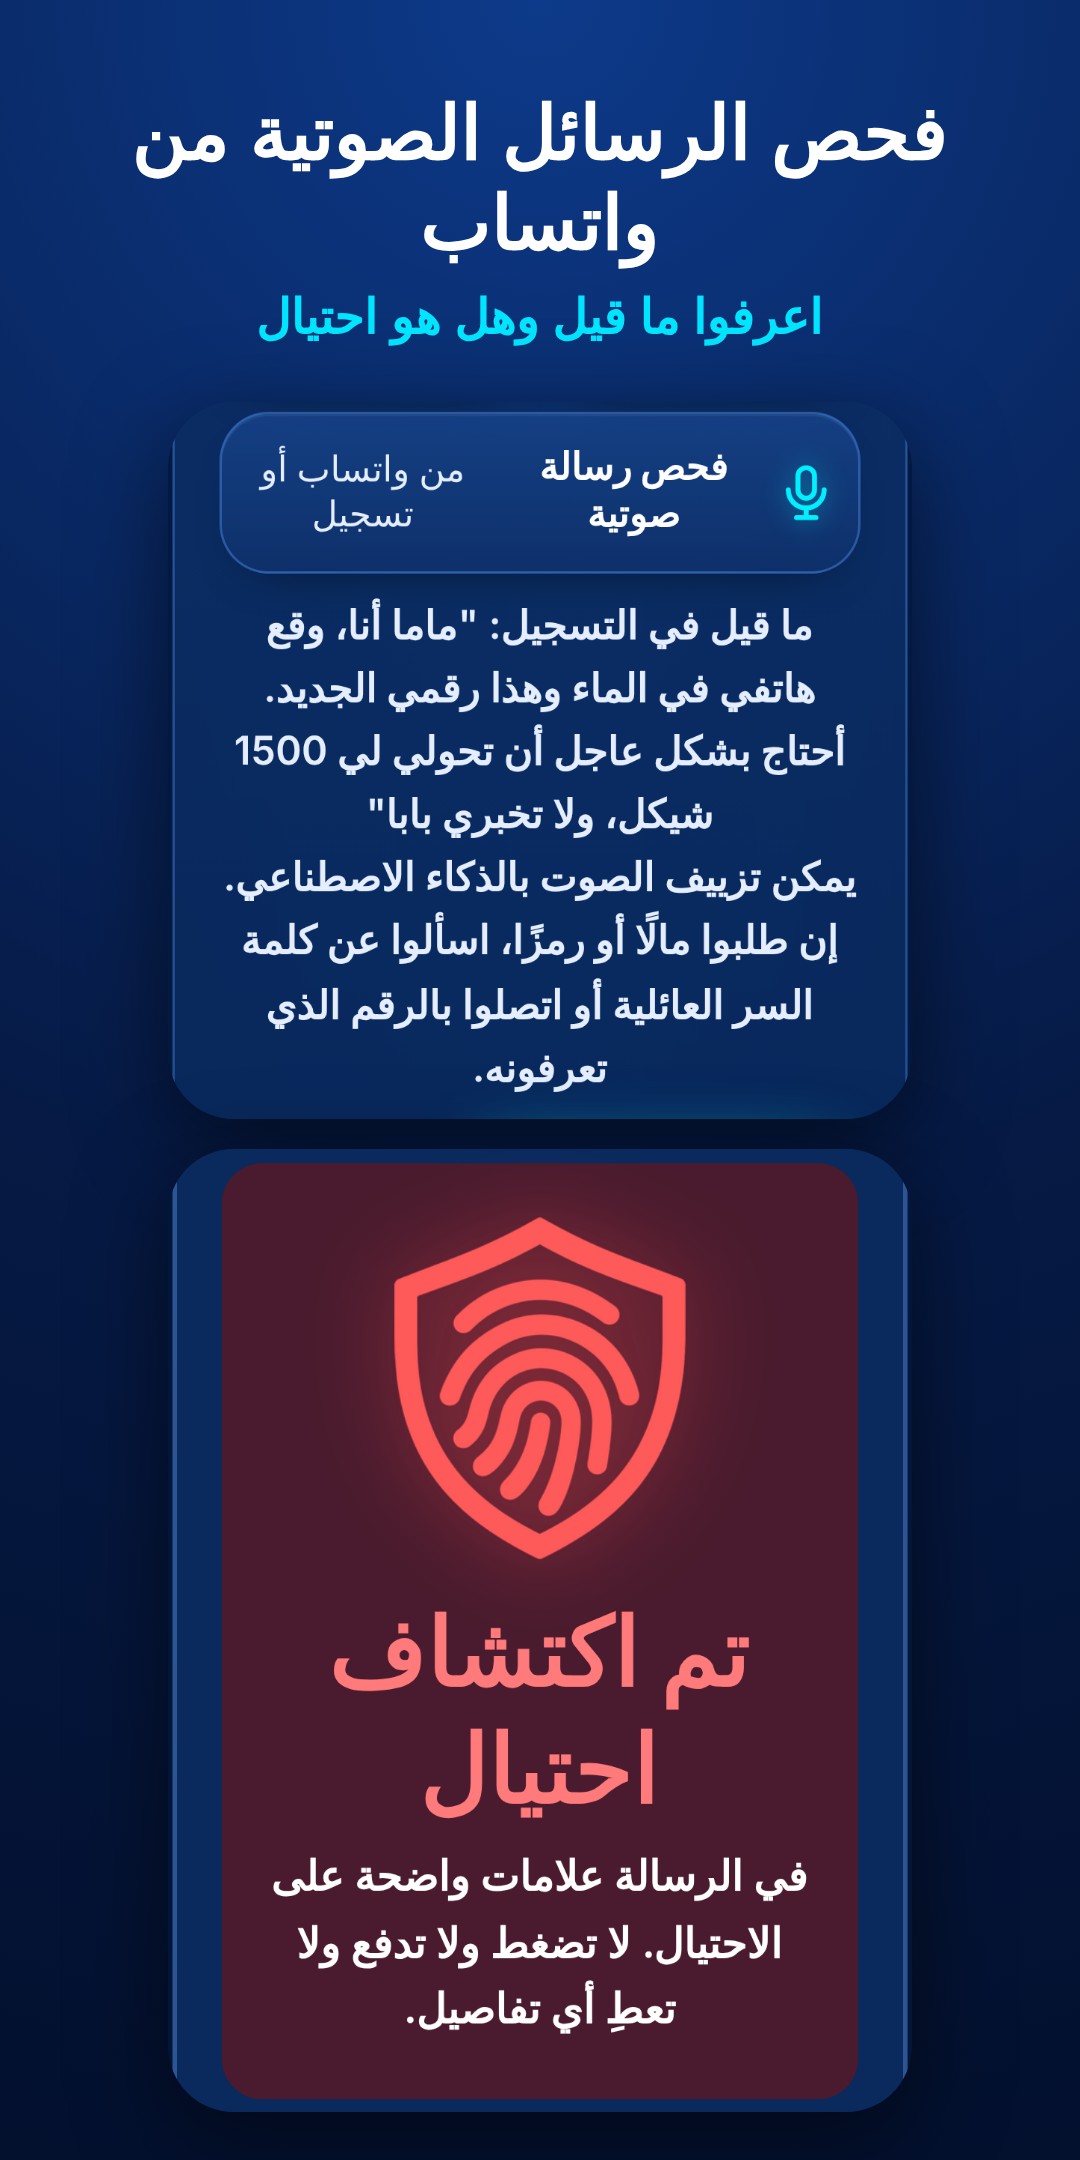 فحص الرسائل الصوتية من
واتساب
اعرفوا ما قيل وهل هو احتيال
فحص رسالة
صوتية
من واتساب أو
تسجيل
ما قيل في التسجيل: "ماما أنا، وقع
هاتفي في الماء وهذا رقمي الجديد.
أحتاج بشكل عاجل أن تحولي لي 1500
شيكل، ولا تخبري بابا"
يمكن تزييف الصوت بالذكاء الاصطناعي.
إن طلبوا مالًا أو رمزًا، اسألوا عن كلمة
السر العائلية أو اتصلوا بالرقم الذي
تعرفونه.
تم اكتشاف
احتيال
في الرسالة علامات واضحة على
الاحتيال. لا تضغط ولا تدفع ولا
تعطِ أي تفاصيل.